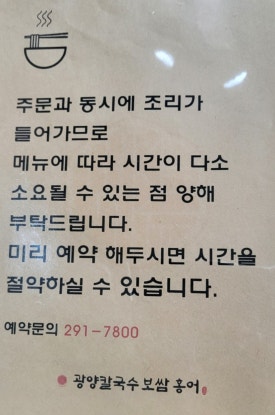 주문과 동시에 조리가
들어가므로
메뉴에 따라 시간이 다소
소요될 수 있는 점 양해
부탁드립니다.
미리 예약 해두시면 시간을
절약하실 수 있습니다.
예약문의 291-7800
광양칼국수보쌈홍어